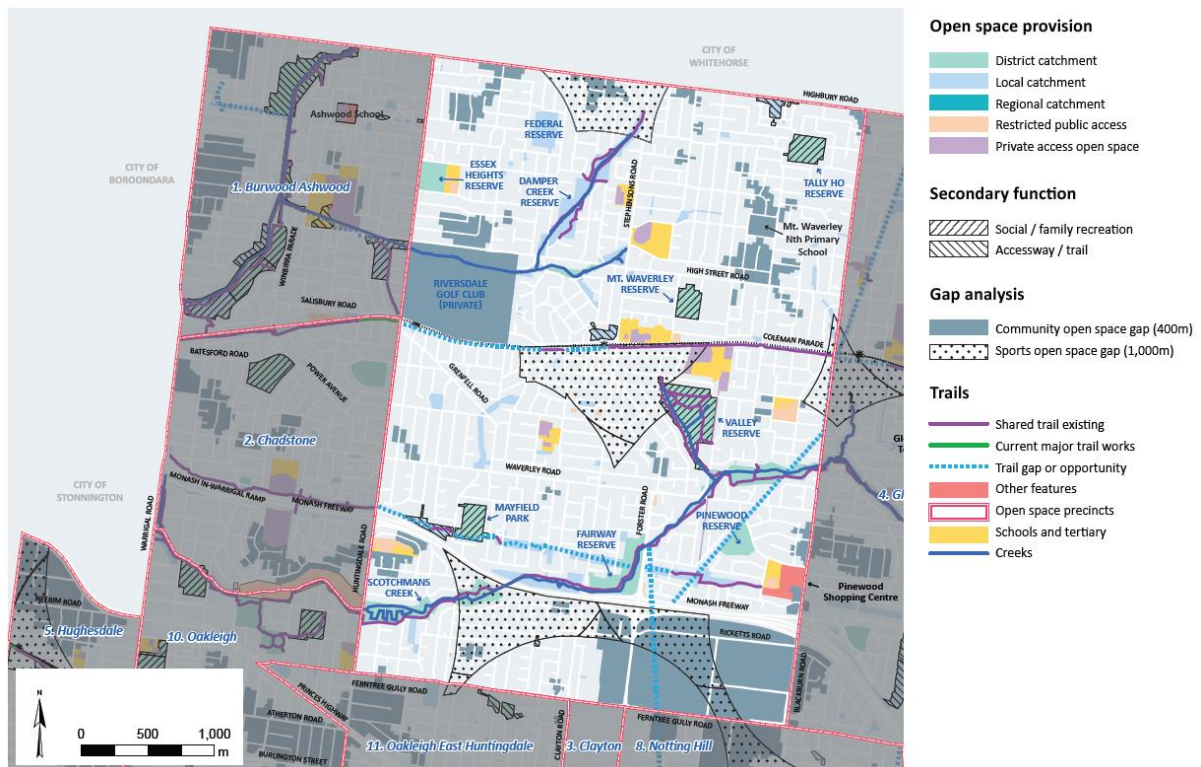 CITY OF
WHITEHORSE
HIGHBURY ROAD
Ashwood School
FEDERAL
RESERVE
CITY OF
BOROONDARA
ESSEX
HEIGHTS
RESERVE
1. Burwood Ashwood
DAMPER
CREEK
RESERVE
STEPHENSONS ROAD
TALLY HO
RESERVE
Mt. Waverley
Nth Primary
School
WINBIRRA PARADE
HIGH STREET ROAD
RIVERSDALE
GOLF CLUB
(PRIVATE)
MT. WAVERLEY
RESERVE
SALISBURY ROAD
COLEMAN PARADE
BATESFORD ROAD
POWER AVENUE
GRENFELL ROAD
VALLEY
RESERVE
2. Chadstone
WAVERLEY ROAD
CITY OF
STONNINGTON
MONASH IN-WARRIGAL RAMP
MONASH FREEWAY
WARRIGAL ROAD
HUNTINGDALE ROAD
MAYFIELD
PARK
FORSTER ROAD
PINEWOOD
RESERVE
FAIRWAY
RESERVE
SCOTCHMANS
CREEK
Pinewood
Shopping Centre
MONASH FREEWAY
5. Hughesdale
10. Oakleigh
RICKETTS ROAD
BLACKBURN ROAD
N
0 500 1,000
m
PRINCES HIGHWAY
FERNTREE GULLY ROAD
ATHERTON ROAD
BURLINGTON STREET
11. Oakleigh East Huntingdale
CLAYTON ROAD
3. Clayton
FERNTREE GULLY ROAD
8. Notting Hill
Open space provision
District catchment
Local catchment
Regional catchment
Restricted public access
Private access open space
Secondary function
Social / family recreation
Accessway / trail
Gap analysis
Community open space gap (400m)
Sports open space gap (1,000m)
Trails
Shared trail existing
Current major trail works
Trail gap or opportunity
Other features
Open space precincts
Schools and tertiary
Creeks